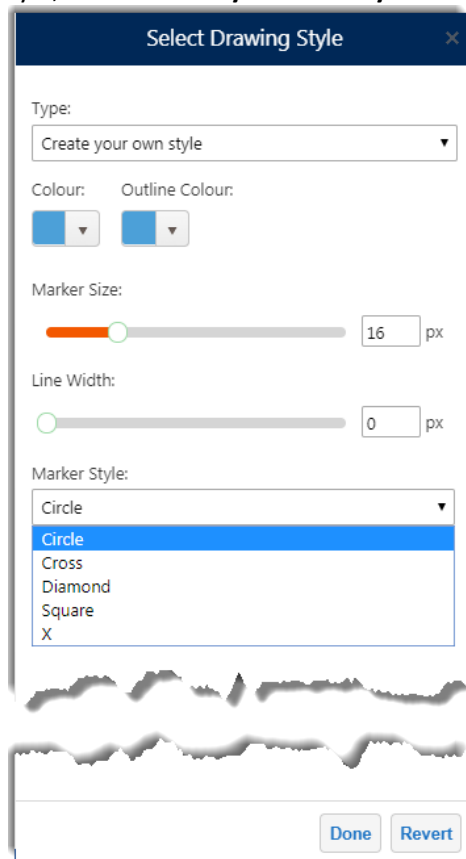 Select Drawing Style ×
Type:
Create your own style
Colour: Outline Colour:
Marker Size:
16 px
Line Width:
0 px
Marker Style:
Circle
Circle
Cross
Diamond
Square
X
Done Revert